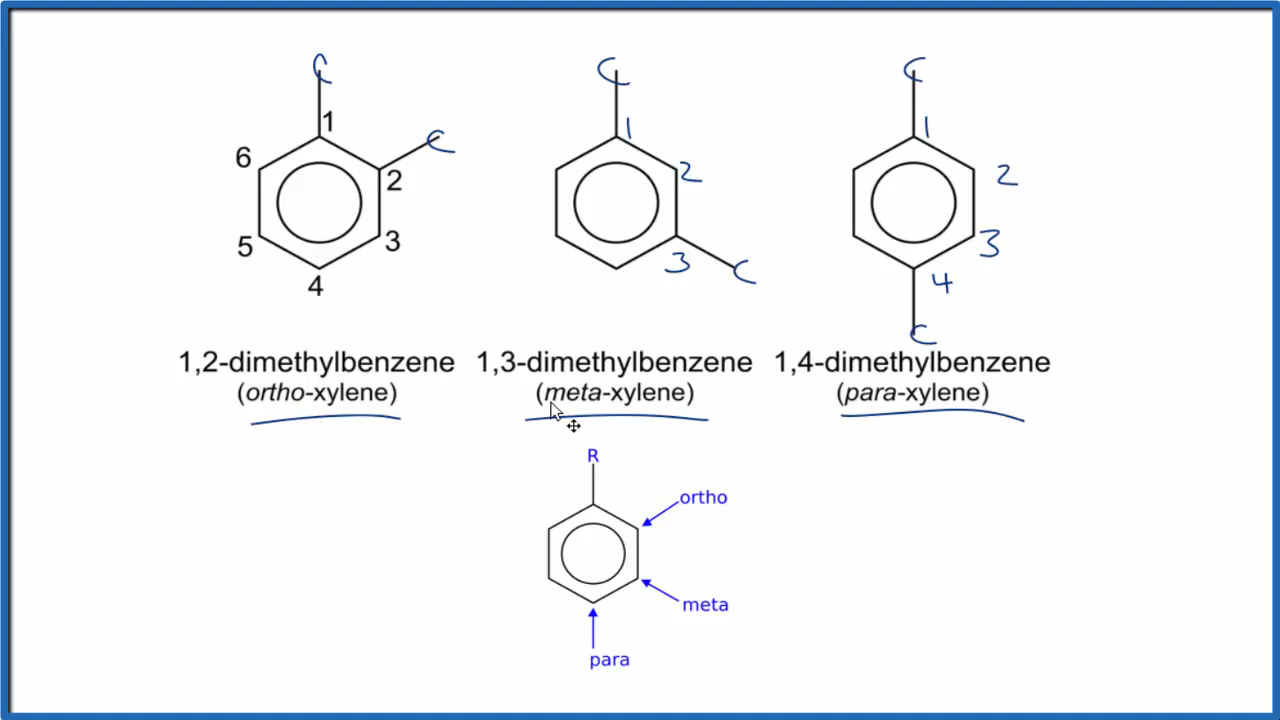 C C C
1 C 1 1
6 2 2 2
5 3 3 C 3
4 4
C
1,2-dimethylbenzene 1,3-dimethylbenzene 1,4-dimethylbenzene
(ortho-xylene) (meta-xylene) (para-xylene)
R
ortho
meta
para